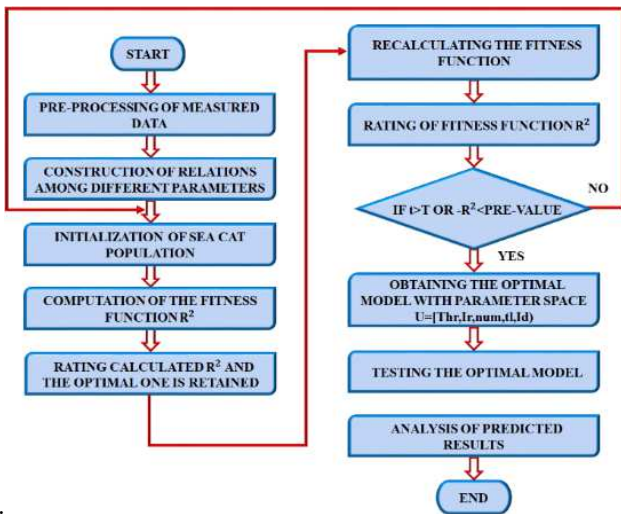 START
PRE-PROCESSING OF MEASURED
DATA
CONSTRUCTION OF RELATIONS
AMONG DIFFERENT PARAMETERS
INITIALIZATION OF SEA CAT
POPULATION
COMPUTATION OF THE FITNESS
FUNCTION R²
RATING CALCULATED R² AND
THE OPTIMAL ONE IS RETAINED
RECALCULATING THE FITNESS
FUNCTION
RATING OF FITNESS FUNCTION R²
IF t>T OR -R²<PRE-VALUE
NO
YES
OBTAINING THE OPTIMAL
MODEL WITH PARAMETER SPACE
U=[Thr,Ir,num,tl,Id)
TESTING THE OPTIMAL MODEL
ANALYSIS OF PREDICTED
RESULTS
END